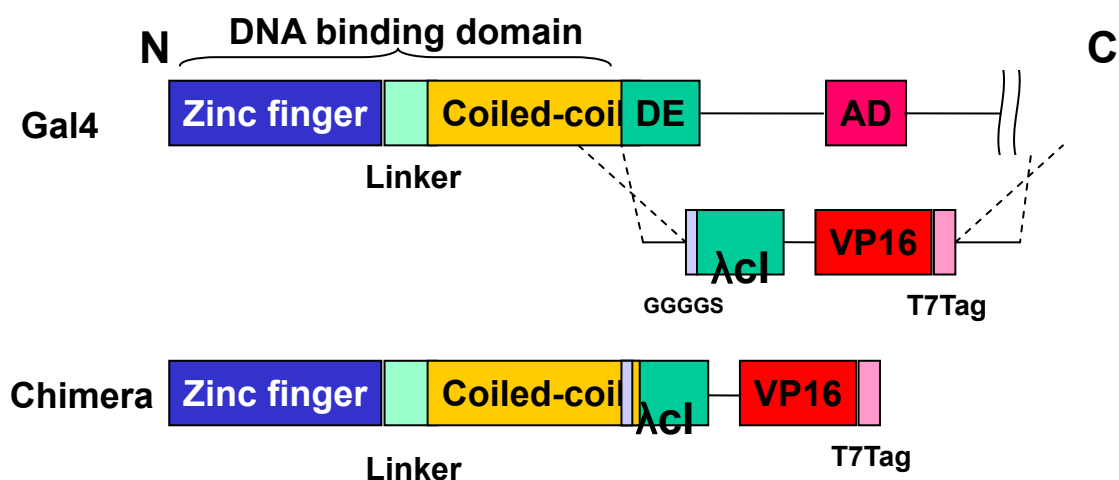 DNA binding domain
N
C
Gal4
Zinc finger
Coiled-coil
DE
AD
Linker
λcI
VP16
GGGGS
T7Tag
Chimera
Zinc finger
Coiled-coil
λcI
VP16
T7Tag
Linker